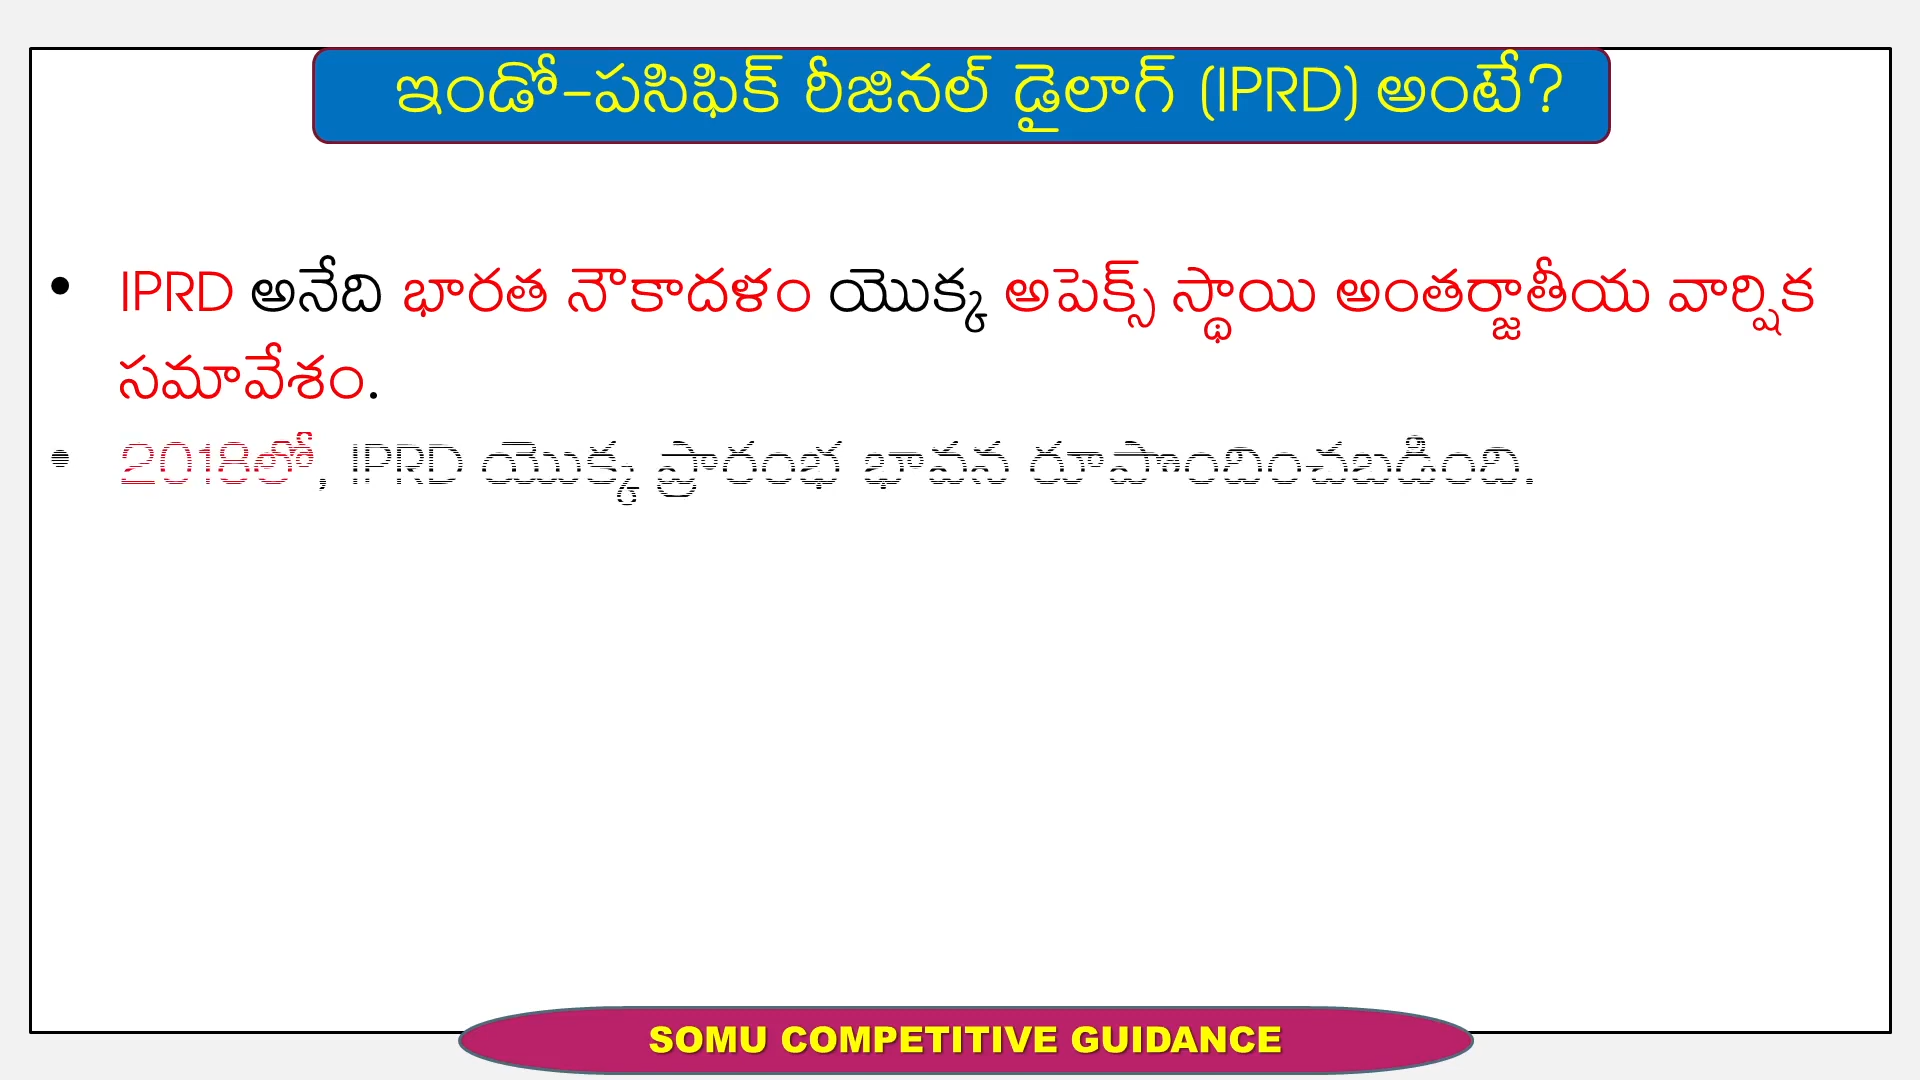 ఇండో-పసిఫిక్ రీజినల్ డైలాగ్ (IPRD) అంటే?
• IPRD అనేది భారత నౌకాదళం యొక్క అపెక్స్ స్థాయి అంతర్జాతీయ వార్షిక
సమావేశం.
• 2018లో, IPRD యొక్క ప్రారంభ భావన రూపొందించబడింది.
SOMU COMPETITIVE GUIDANCE